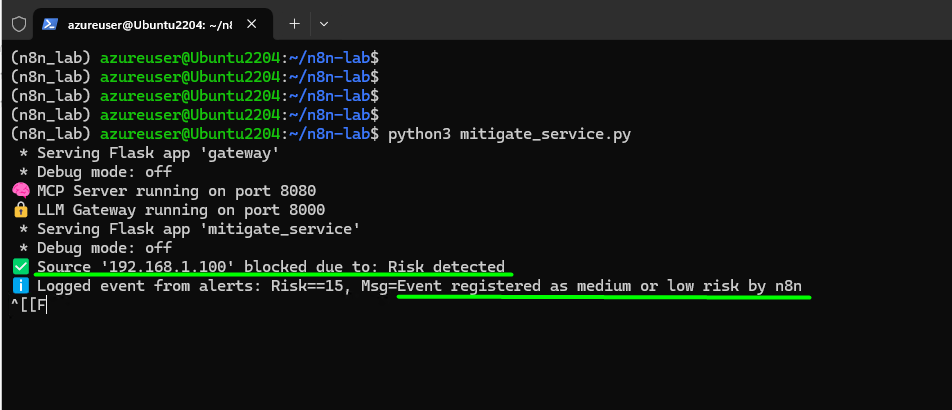 azureuser@Ubuntu2204: ~/n8
(n8n_lab) azureuser@Ubuntu2204:~/n8n-lab$
(n8n_lab) azureuser@Ubuntu2204:~/n8n-lab$
(n8n_lab) azureuser@Ubuntu2204:~/n8n-lab$
(n8n_lab) azureuser@Ubuntu2204:~/n8n-lab$
(n8n_lab) azureuser@Ubuntu2204:~/n8n-lab$ python3 mitigate_service.py
* Serving Flask app 'gateway'
* Debug mode: off
🧠 MCP Server running on port 8080
🔒 LLM Gateway running on port 8000
* Serving Flask app 'mitigate_service'
* Debug mode: off
✅ Source '192.168.1.100' blocked due to: Risk detected
ℹ️ Logged event from alerts: Risk==15, Msg=Event registered as medium or low risk by n8n
^[[F